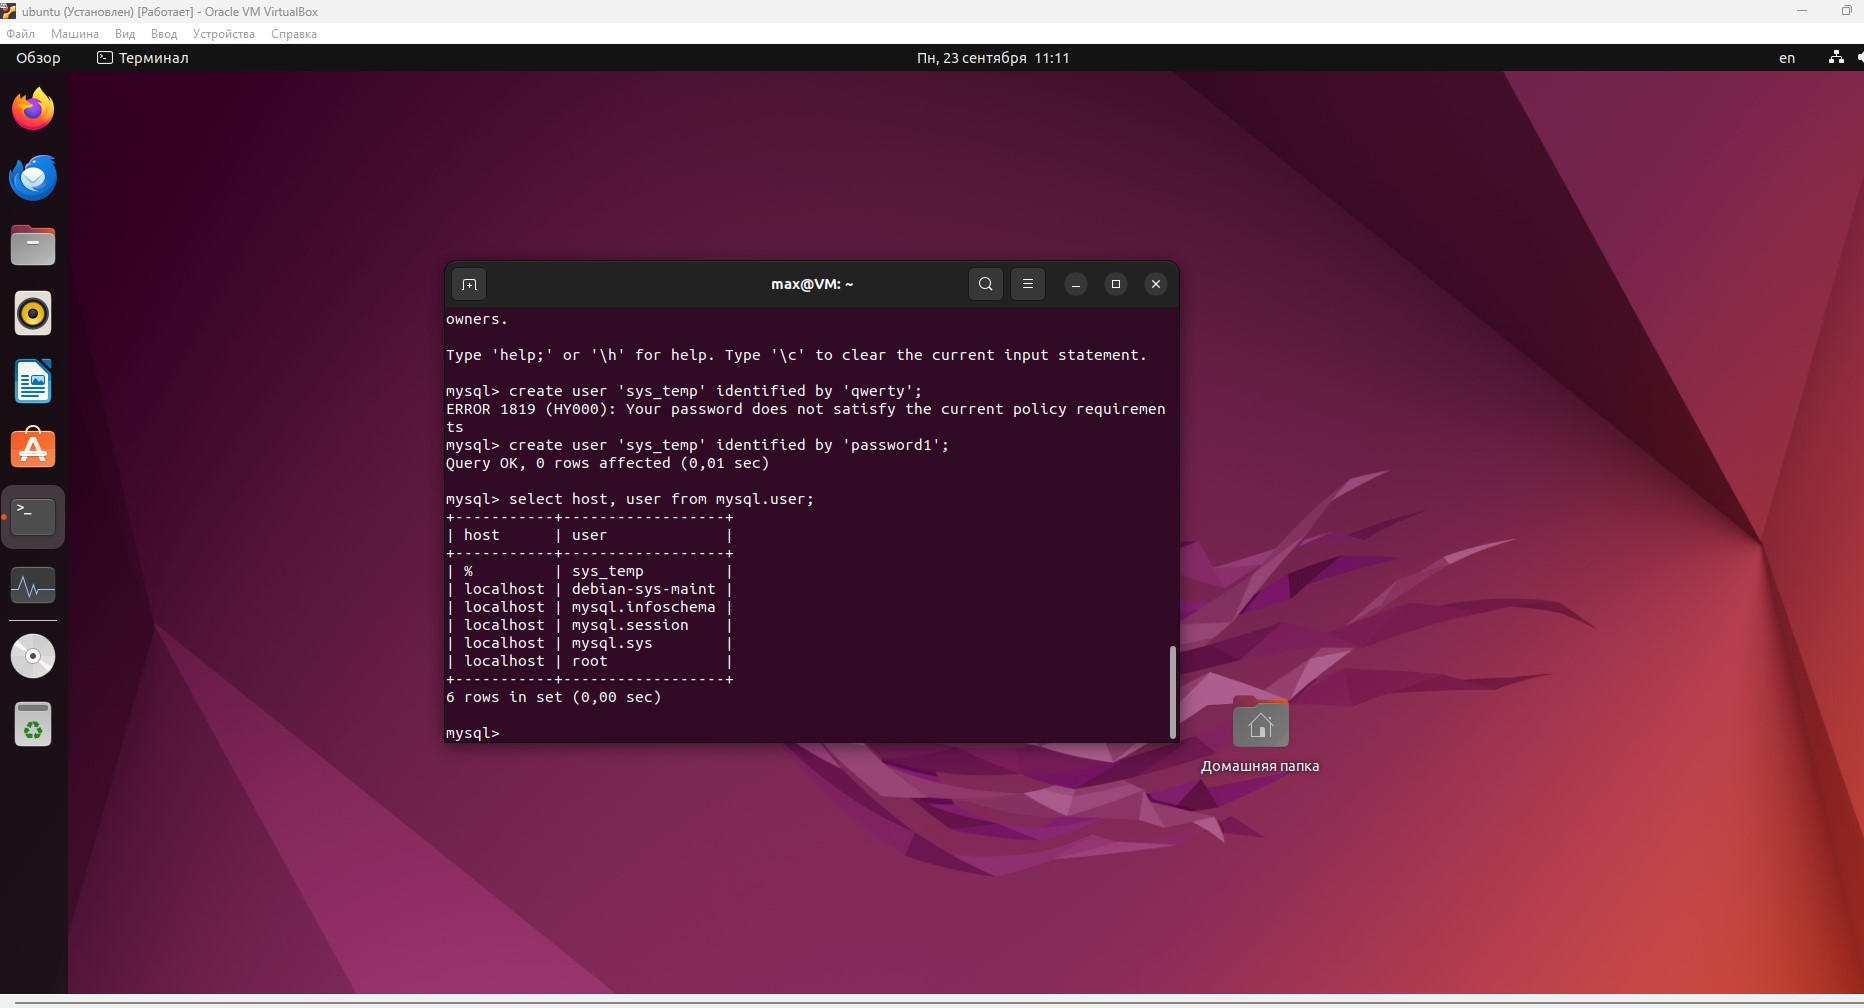 ubuntu (Установлен) [Работает] - Oracle VM VirtualBox
Файл Машина Вид Ввод Устройства Справка
Обзор Терминал Пн, 23 сентября 11:11 en
max@VM: ~
owners.
Type 'help;' or '\h' for help. Type '\c' to clear the current input statement.
mysql> create user 'sys_temp' identified by 'qwerty';
ERROR 1819 (HY000): Your password does not satisfy the current policy requiremen
ts
mysql> create user 'sys_temp' identified by 'password1';
Query OK, 0 rows affected (0,01 sec)
mysql> select host, user from mysql.user;
+-----------+------------------+
| host      | user             |
+-----------+------------------+
| %         | sys_temp         |
| localhost | debian-sys-maint |
| localhost | mysql.infoschema |
| localhost | mysql.session    |
| localhost | mysql.sys        |
| localhost | root             |
+-----------+------------------+
6 rows in set (0,00 sec)
mysql>
Домашняя папка